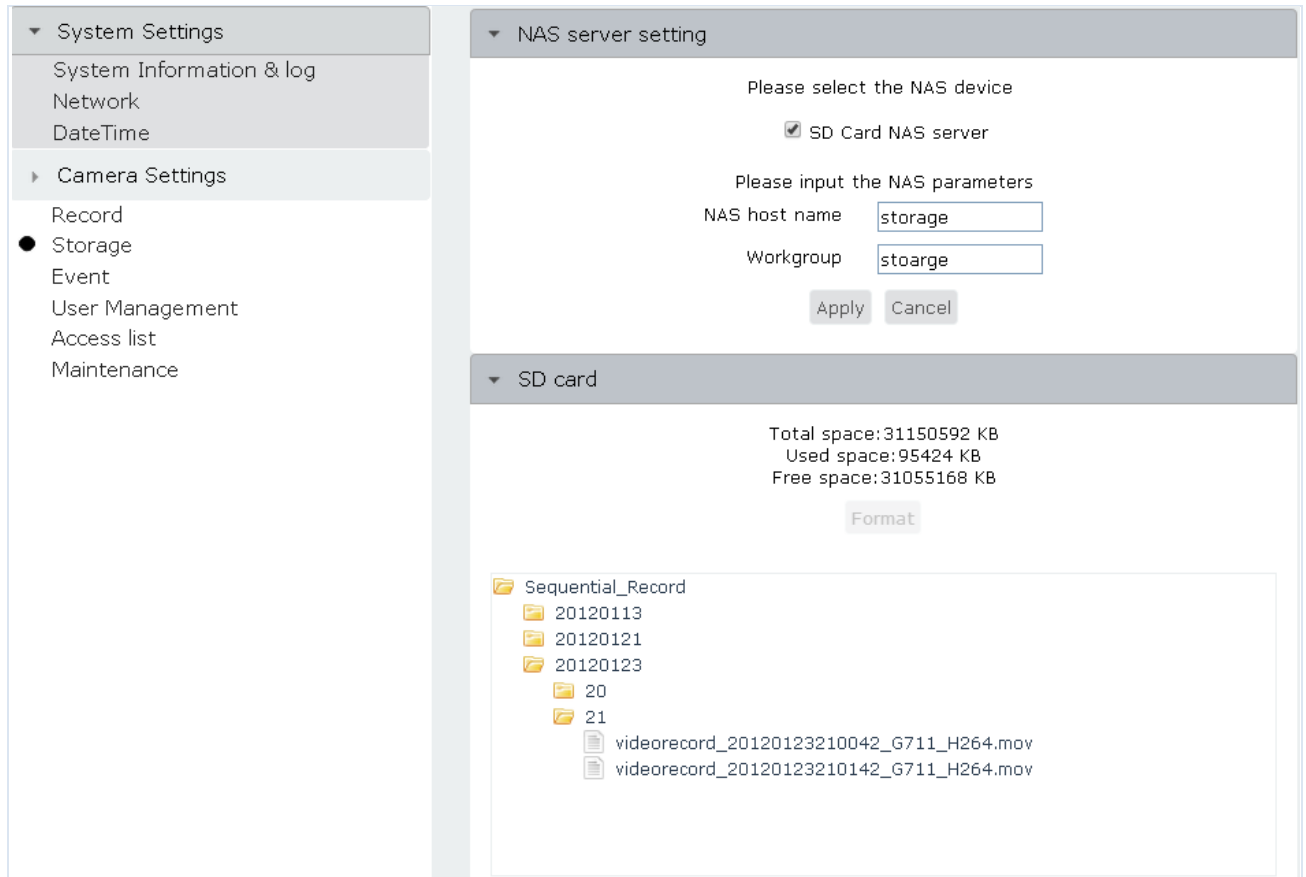 System Settings
System Information & log
Network
DateTime
Camera Settings
Record
Storage
Event
User Management
Access list
Maintenance
NAS server setting
Please select the NAS device
SD Card NAS server
Please input the NAS parameters
NAS host name storage
Workgroup stoarge
Apply Cancel
SD card
Total space:31150592 KB
Used space:95424 KB
Free space:31055168 KB
Format
Sequential_Record
20120113
20120121
20120123
20
21
videorecord_20120123210042_G711_H264.mov
videorecord_20120123210142_G711_H264.mov